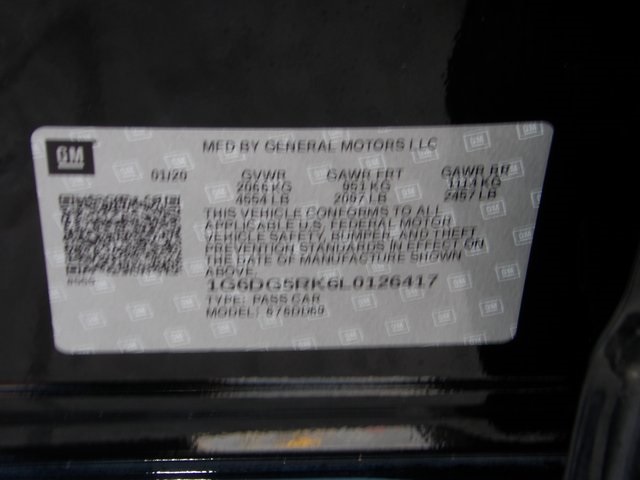 GM
MFD BY GENERAL MOTORS LLC
01/20 GVWR GAWR FRT GAWR RR
2066 KG 951 KG 1114 KG
4554 LB 2097 LB 2457 LB
THIS VEHICLE CONFORMS TO ALL
APPLICABLE U.S. FEDERAL MOTOR
VEHICLE SAFETY, BUMPER, AND THEFT
PREVENTION STANDARDS IN EFFECT ON
THE DATE OF MANUFACTURE SHOWN
ABOVE.
1G6DG5RK6L0126417
TYPE: PASS CAR
MODEL: